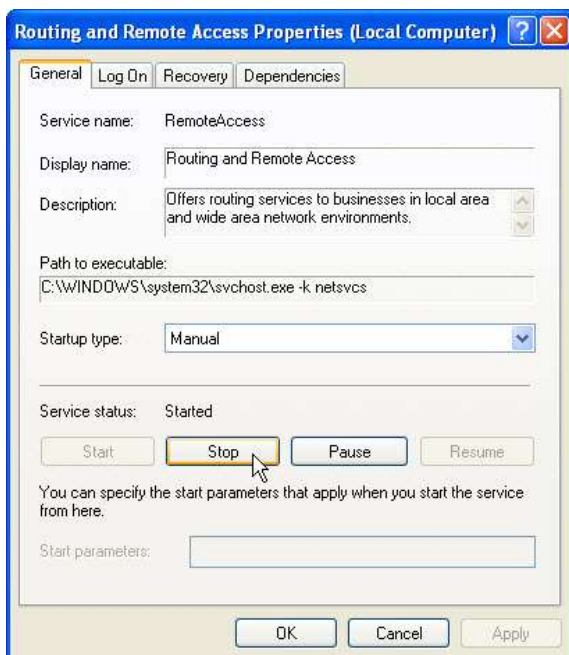 Routing and Remote Access Properties (Local Computer)
General Log On Recovery Dependencies
Service name: RemoteAccess
Display name: Routing and Remote Access
Description: Offers routing services to businesses in local area
and wide area network environments.
Path to executable:
C:\WINDOWS\system32\svchost.exe -k netsvcs
Startup type: Manual
Service status: Started
Start Stop Pause Resume
You can specify the start parameters that apply when you start the service
from here.
Start parameters:
OK Cancel Apply